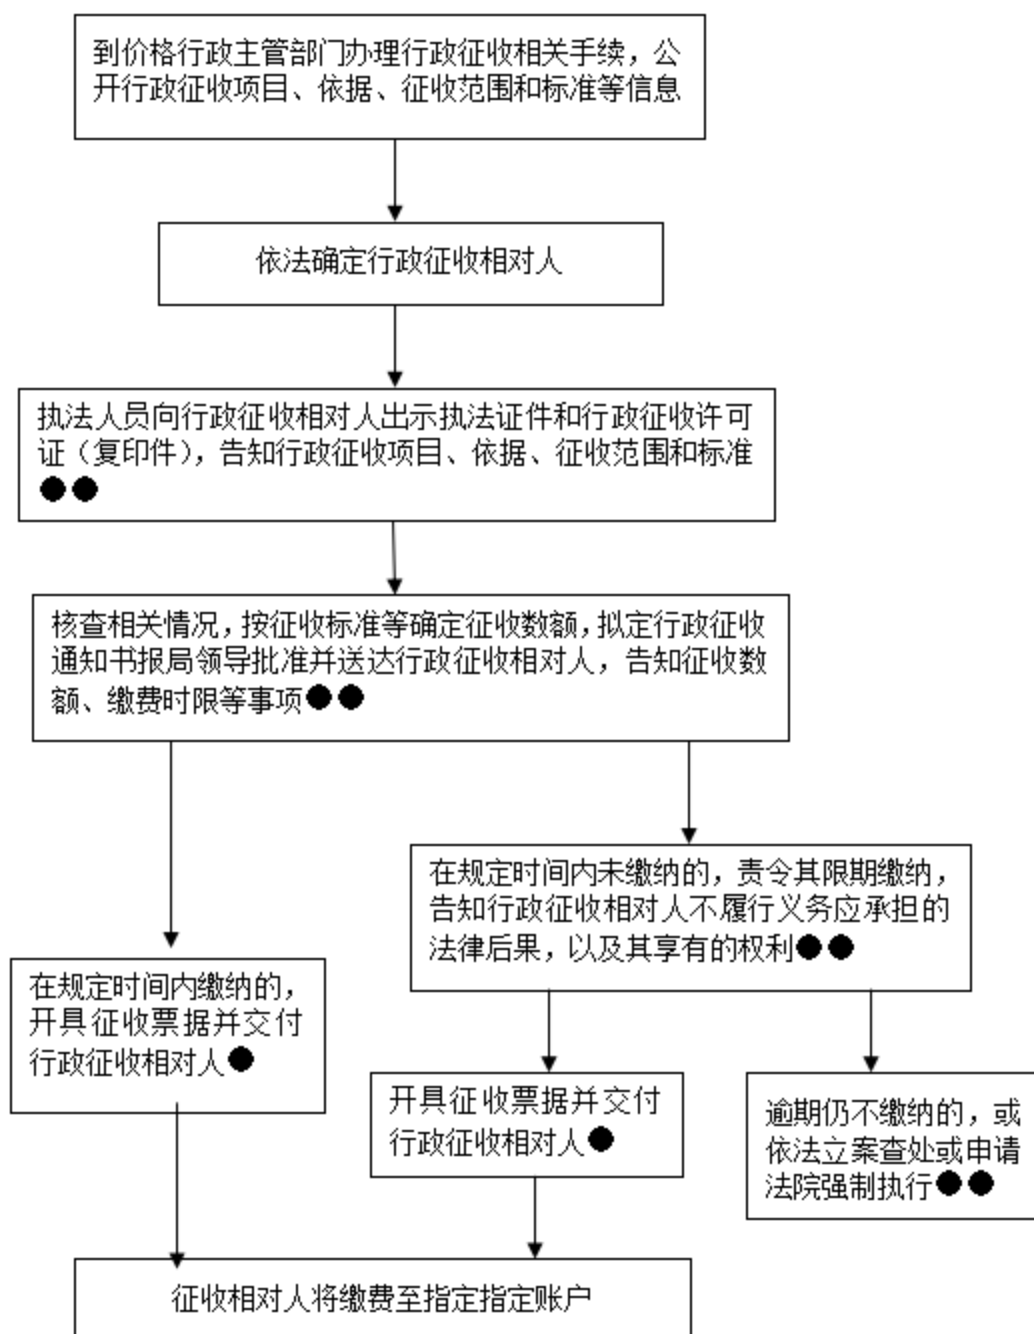 到价格行政主管部门办理行政征收相关手续，公
开行政征收项目、依据、征收范围和标准等信息
依法确定行政征收相对人
执法人员向行政征收相对人出示执法证件和行政征收许可
证（复印件），告知行政征收项目、依据、征收范围和标准
●●
核查相关情况，按征收标准等确定征收数额，拟定行政征收
通知书报局领导批准并送达行政征收相对人，告知征收数
额、缴费时限等事项●●
在规定时间内未缴纳的，责令其限期缴纳，
告知行政征收相对人不履行义务应承担的
法律后果，以及其享有的权利●●
在规定时间内缴纳的，
开具征收票据并交付
行政征收相对人●
开具征收票据并交付
行政征收相对人●
逾期仍不缴纳的，或
依法立案查处或申请
法院强制执行●●
征收相对人将缴费至指定指定账户